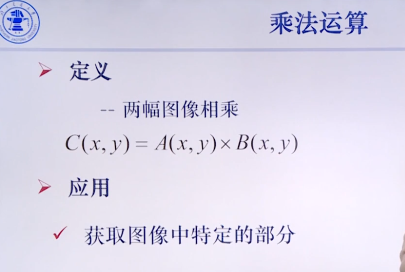 乘法运算
定义
-- 两幅图像相乘
C(x, y) = A(x, y) × B(x, y)
应用
获取图像中特定的部分